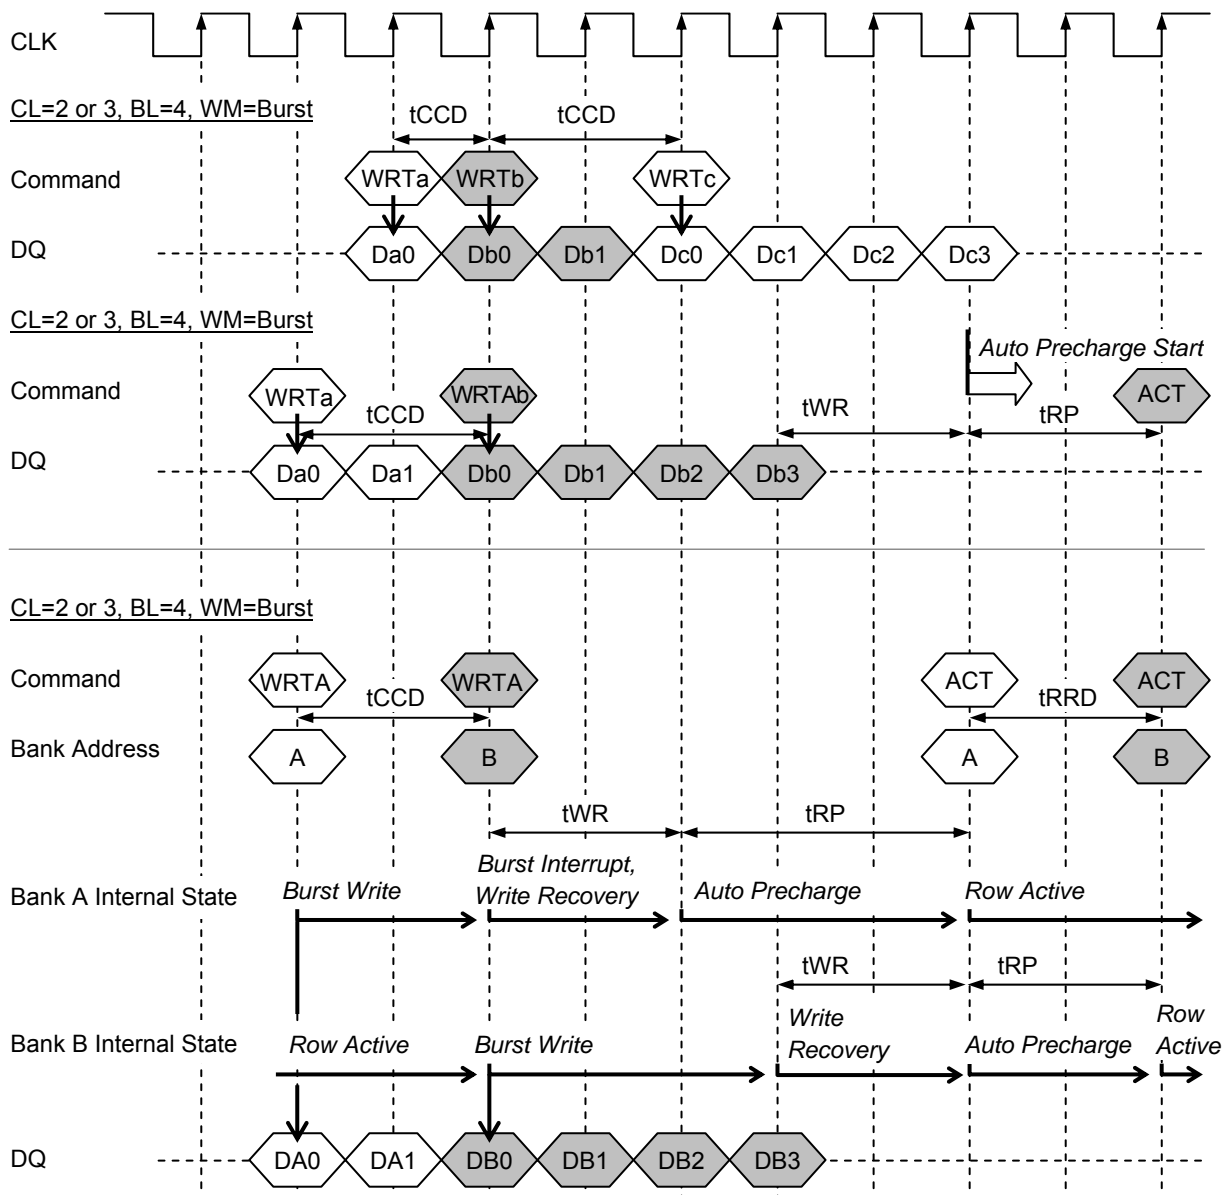 CLK
CL=2 or 3, BL=4, WM=Burst
tCCD tCCD
Command WRTa WRTb WRTc
DQ Da0 Db0 Db1 Dc0 Dc1 Dc2 Dc3
CL=2 or 3, BL=4, WM=Burst
Auto Precharge Start
Command WRTa WRTAb ACT
tCCD tWR tRP
DQ Da0 Da1 Db0 Db1 Db2 Db3
CL=2 or 3, BL=4, WM=Burst
Command WRTA WRTA ACT ACT
tCCD tRRD
Bank Address A B A B
tWR tRP
Burst Interrupt,
Bank A Internal State Burst Write Write Recovery Auto Precharge Row Active
tWR tRP
Write Row
Bank B Internal State Row Active Burst Write Recovery Auto Precharge Active
DQ DA0 DA1 DB0 DB1 DB2 DB3